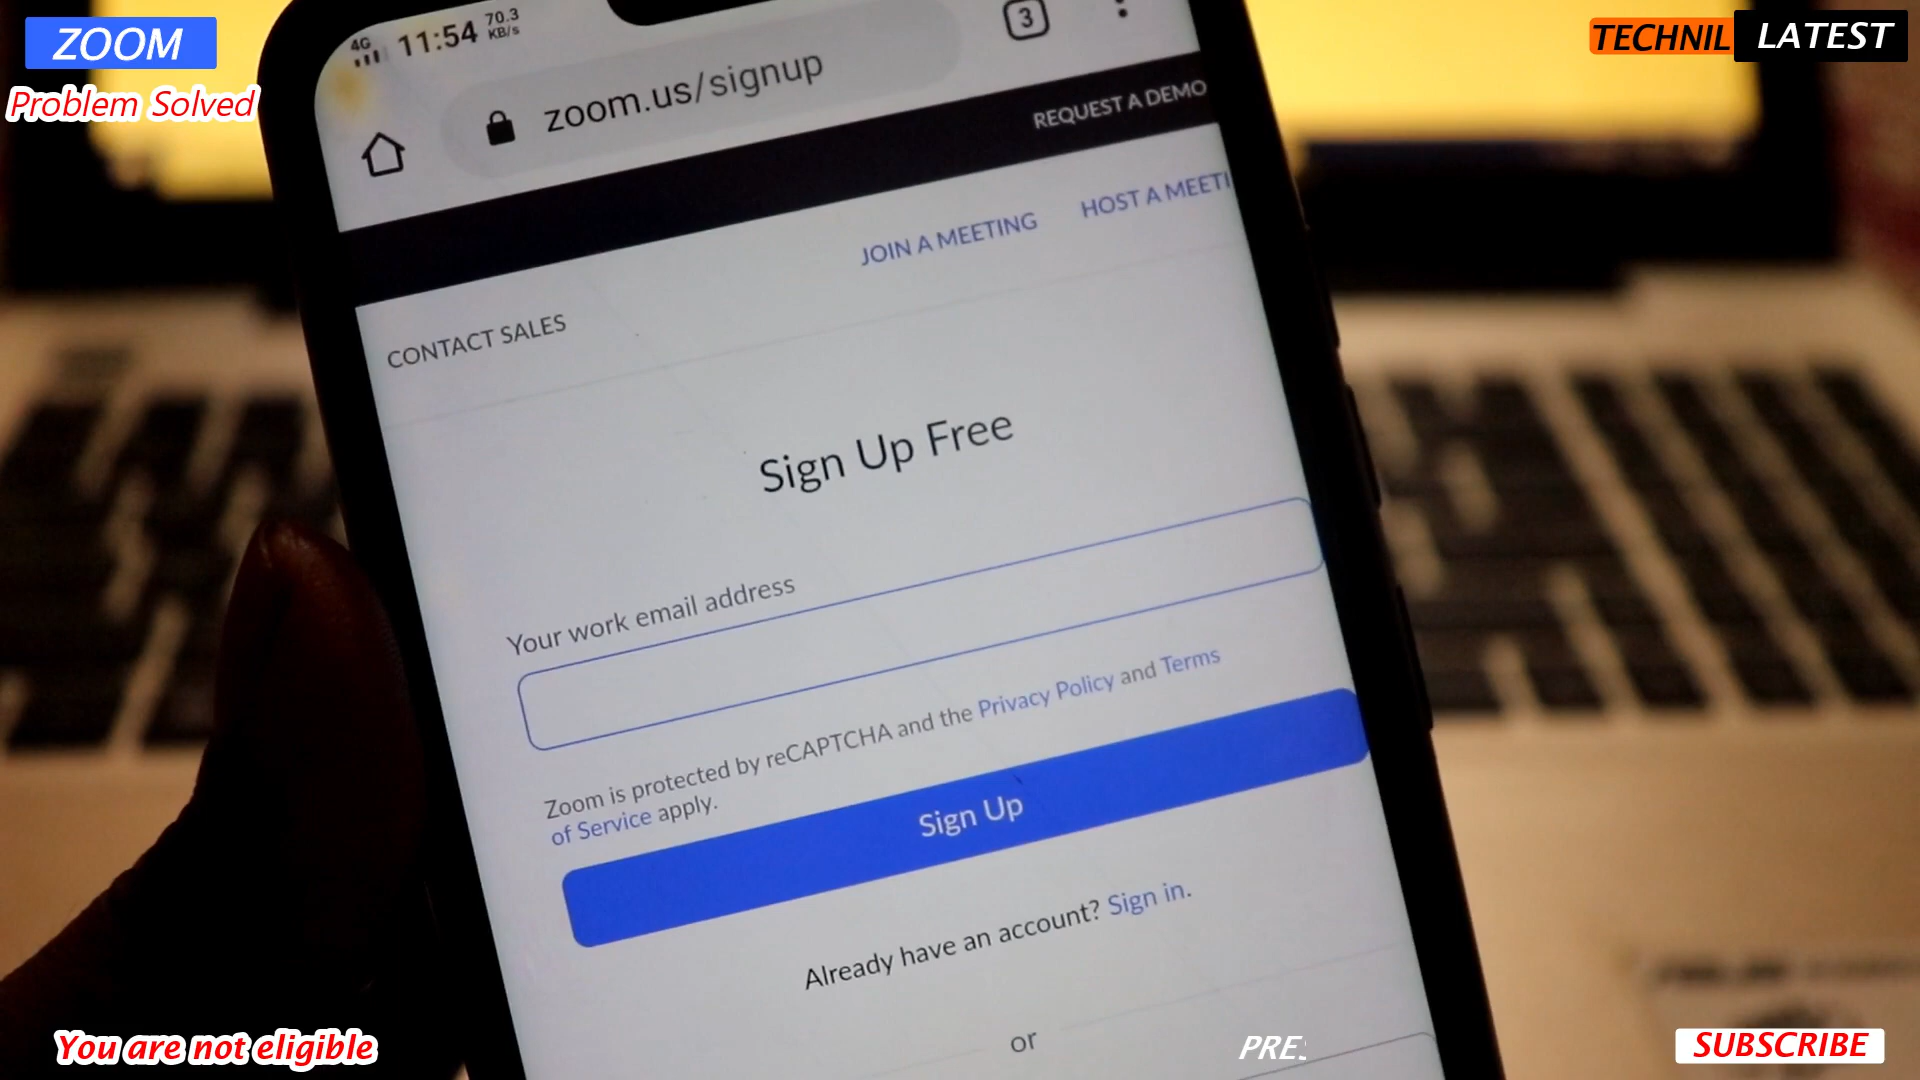 ZOOM
Problem Solved
TECHNIL LATEST
4G 11:54 70.3 KB/s
3
zoom.us/signup
REQUEST A DEMO
JOIN A MEETING HOST A MEETI
CONTACT SALES
Sign Up Free
Your work email address
Zoom is protected by reCAPTCHA and the Privacy Policy and Terms
of Service apply.
Sign Up
Already have an account? Sign in.
or
You are not eligible
PRES
SUBSCRIBE